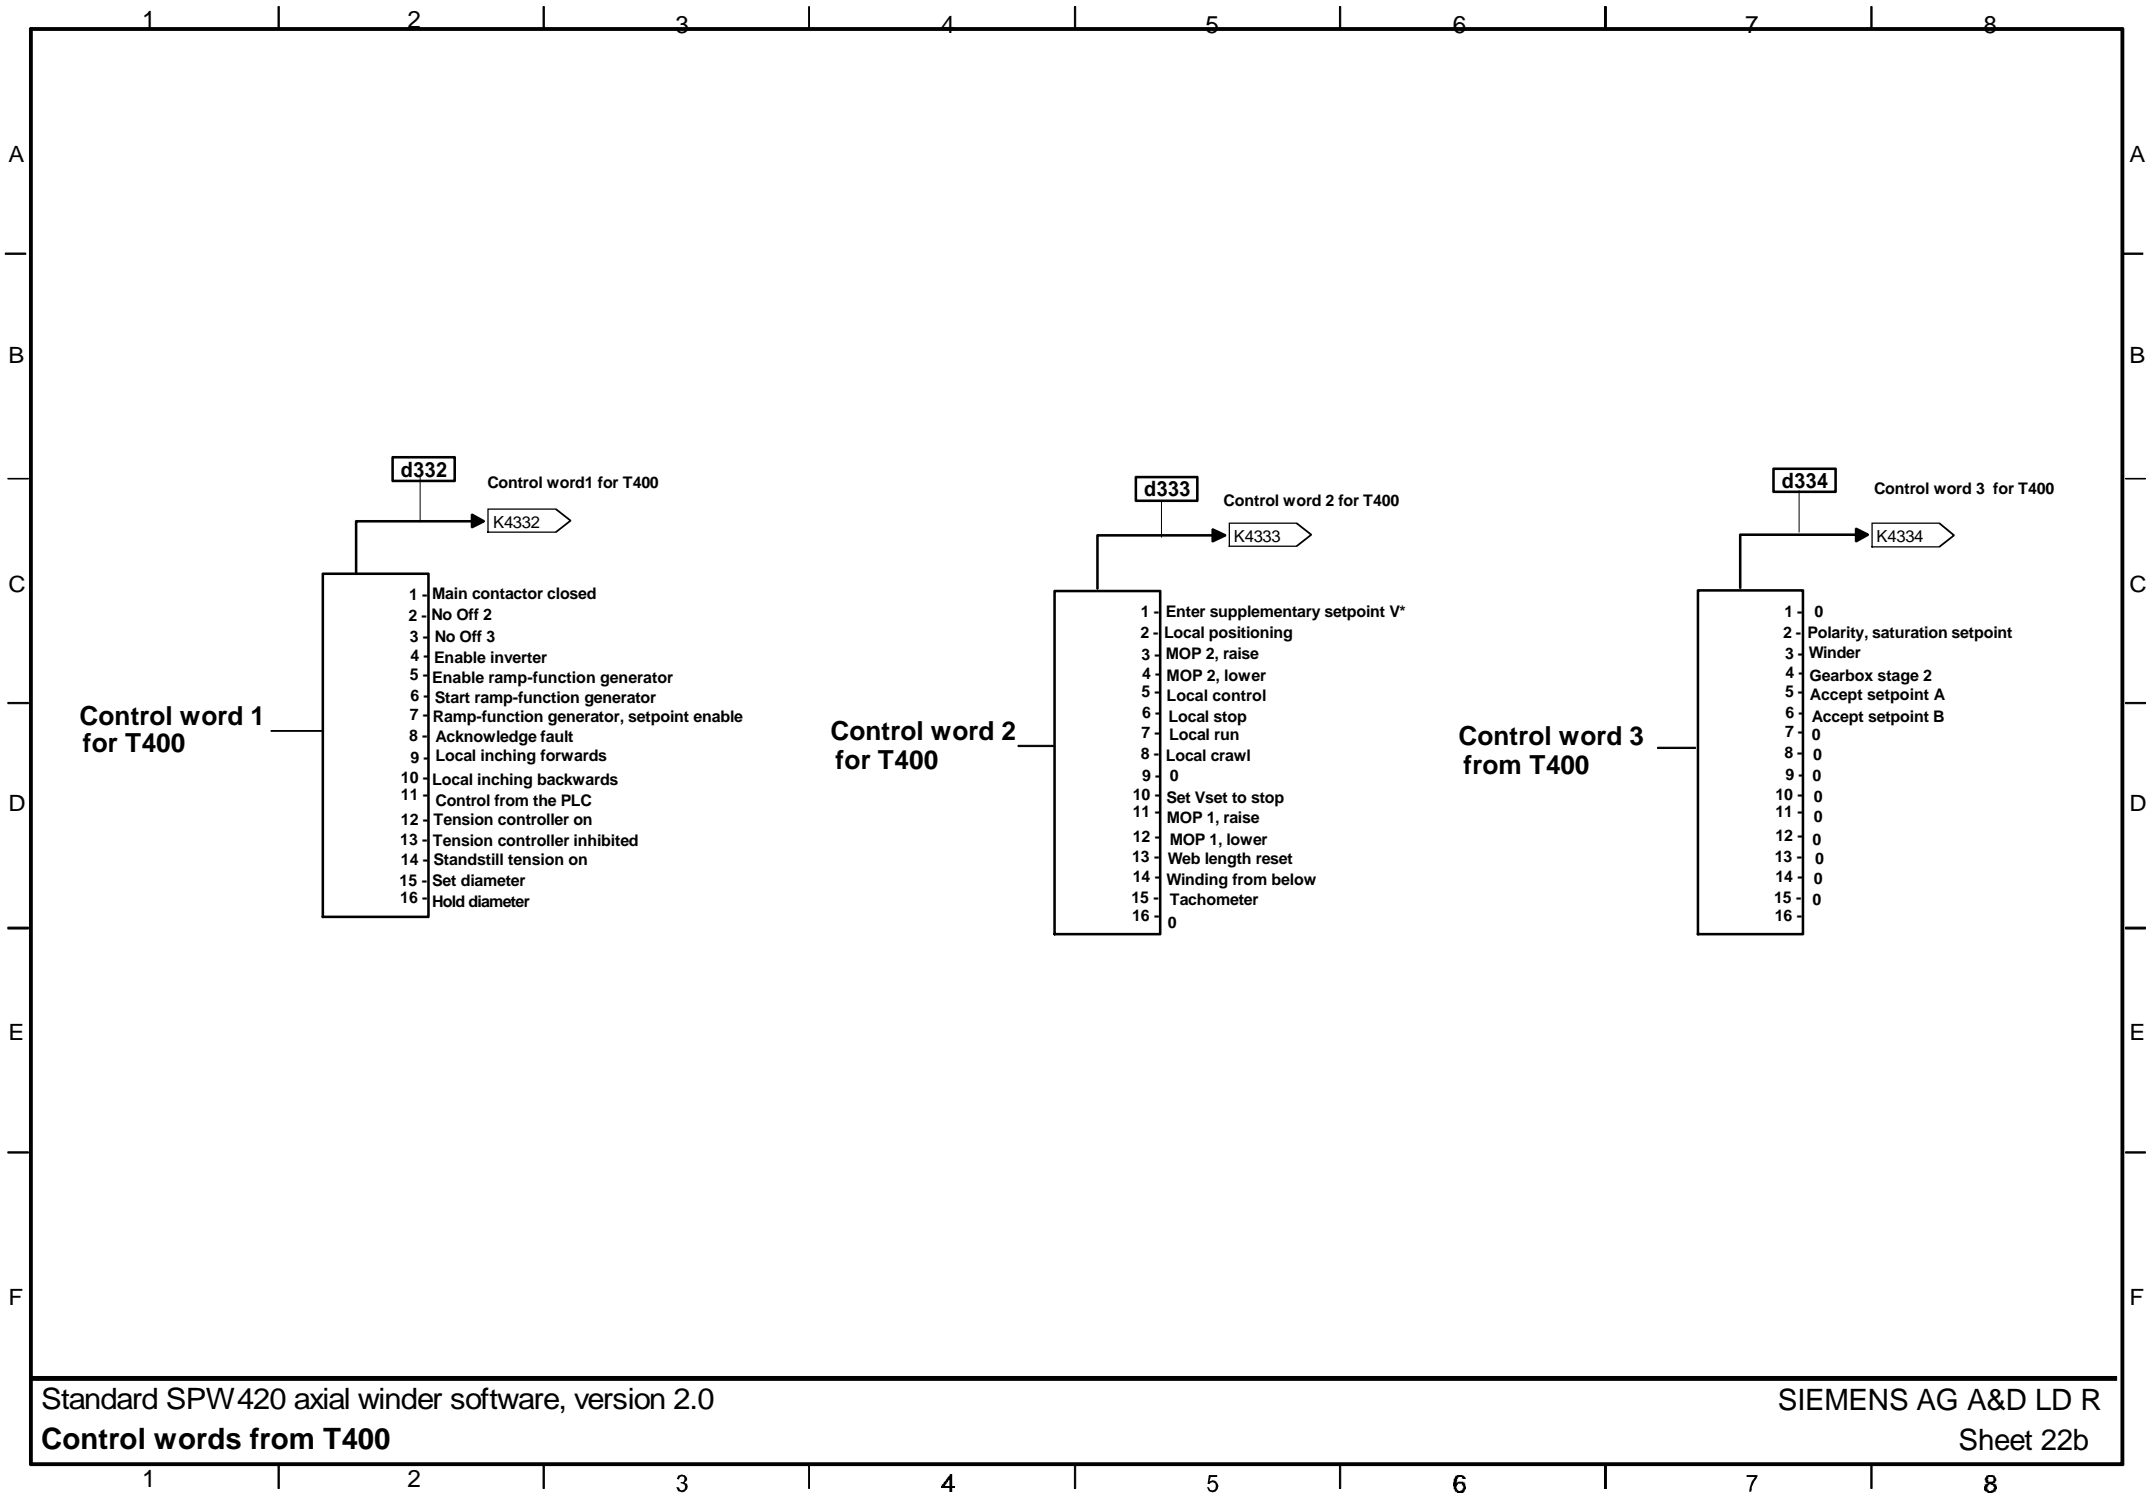 1 2 3 4 5 6 7 8
A A
B B
C C
D D
E E
F F
d332
Control word1 for T400
K4332
Control word 1
for T400
1 - Main contactor closed
2 - No Off 2
3 - No Off 3
4 - Enable inverter
5 - Enable ramp-function generator
6 - Start ramp-function generator
7 - Ramp-function generator, setpoint enable
8 - Acknowledge fault
9 - Local inching forwards
10 - Local inching backwards
11 - Control from the PLC
12 - Tension controller on
13 - Tension controller inhibited
14 - Standstill tension on
15 - Set diameter
16 - Hold diameter
d333
Control word 2 for T400
K4333
Control word 2
for T400
1 - Enter supplementary setpoint V*
2 - Local positioning
3 - MOP 2, raise
4 - MOP 2, lower
5 - Local control
6 - Local stop
7 - Local run
8 - Local crawl
9 - 0
10 - Set Vset to stop
11 - MOP 1, raise
12 - MOP 1, lower
13 - Web length reset
14 - Winding from below
15 - Tachometer
16 - 0
d334
Control word 3 for T400
K4334
Control word 3
from T400
1 - 0
2 - Polarity, saturation setpoint
3 - Winder
4 - Gearbox stage 2
5 - Accept setpoint A
6 - Accept setpoint B
7 - 0
8 - 0
9 - 0
10 - 0
11 - 0
12 - 0
13 - 0
14 - 0
15 - 0
16 -
Standard SPW420 axial winder software, version 2.0
SIEMENS AG A&D LD R
Control words from T400
Sheet 22b
1 2 3 4 5 6 7 8